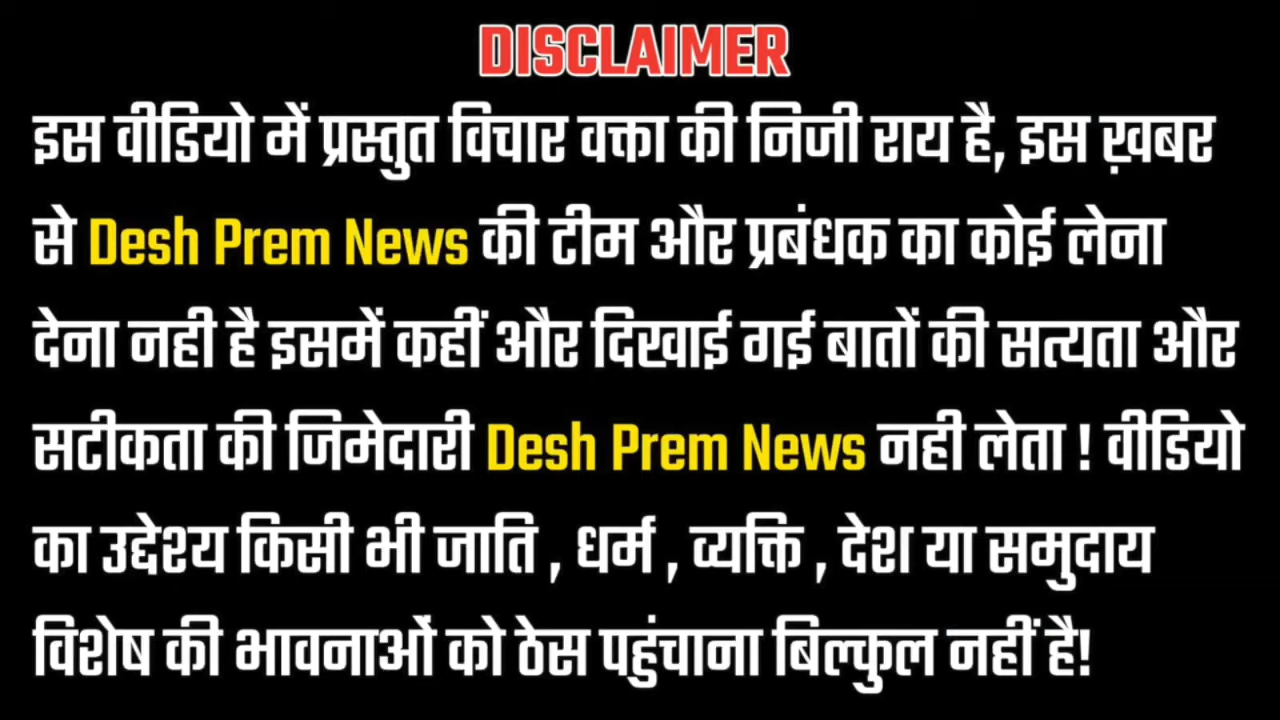 DISCLAIMER
इस वीडियो में प्रस्तुत विचार वक्ता की निजी राय है, इस ख़बर
से Desh Prem News की टीम और प्रबंधक का कोई लेना
देना नही है इसमें कहीं और दिखाई गई बातों की सत्यता और
सटीकता की जिमेदारी Desh Prem News नही लेता ! वीडियो
का उद्देश्य किसी भी जाति , धर्म , व्यक्ति , देश या समुदाय
विशेष की भावनाओं को ठेस पहुंचाना बिल्कुल नहीं है!